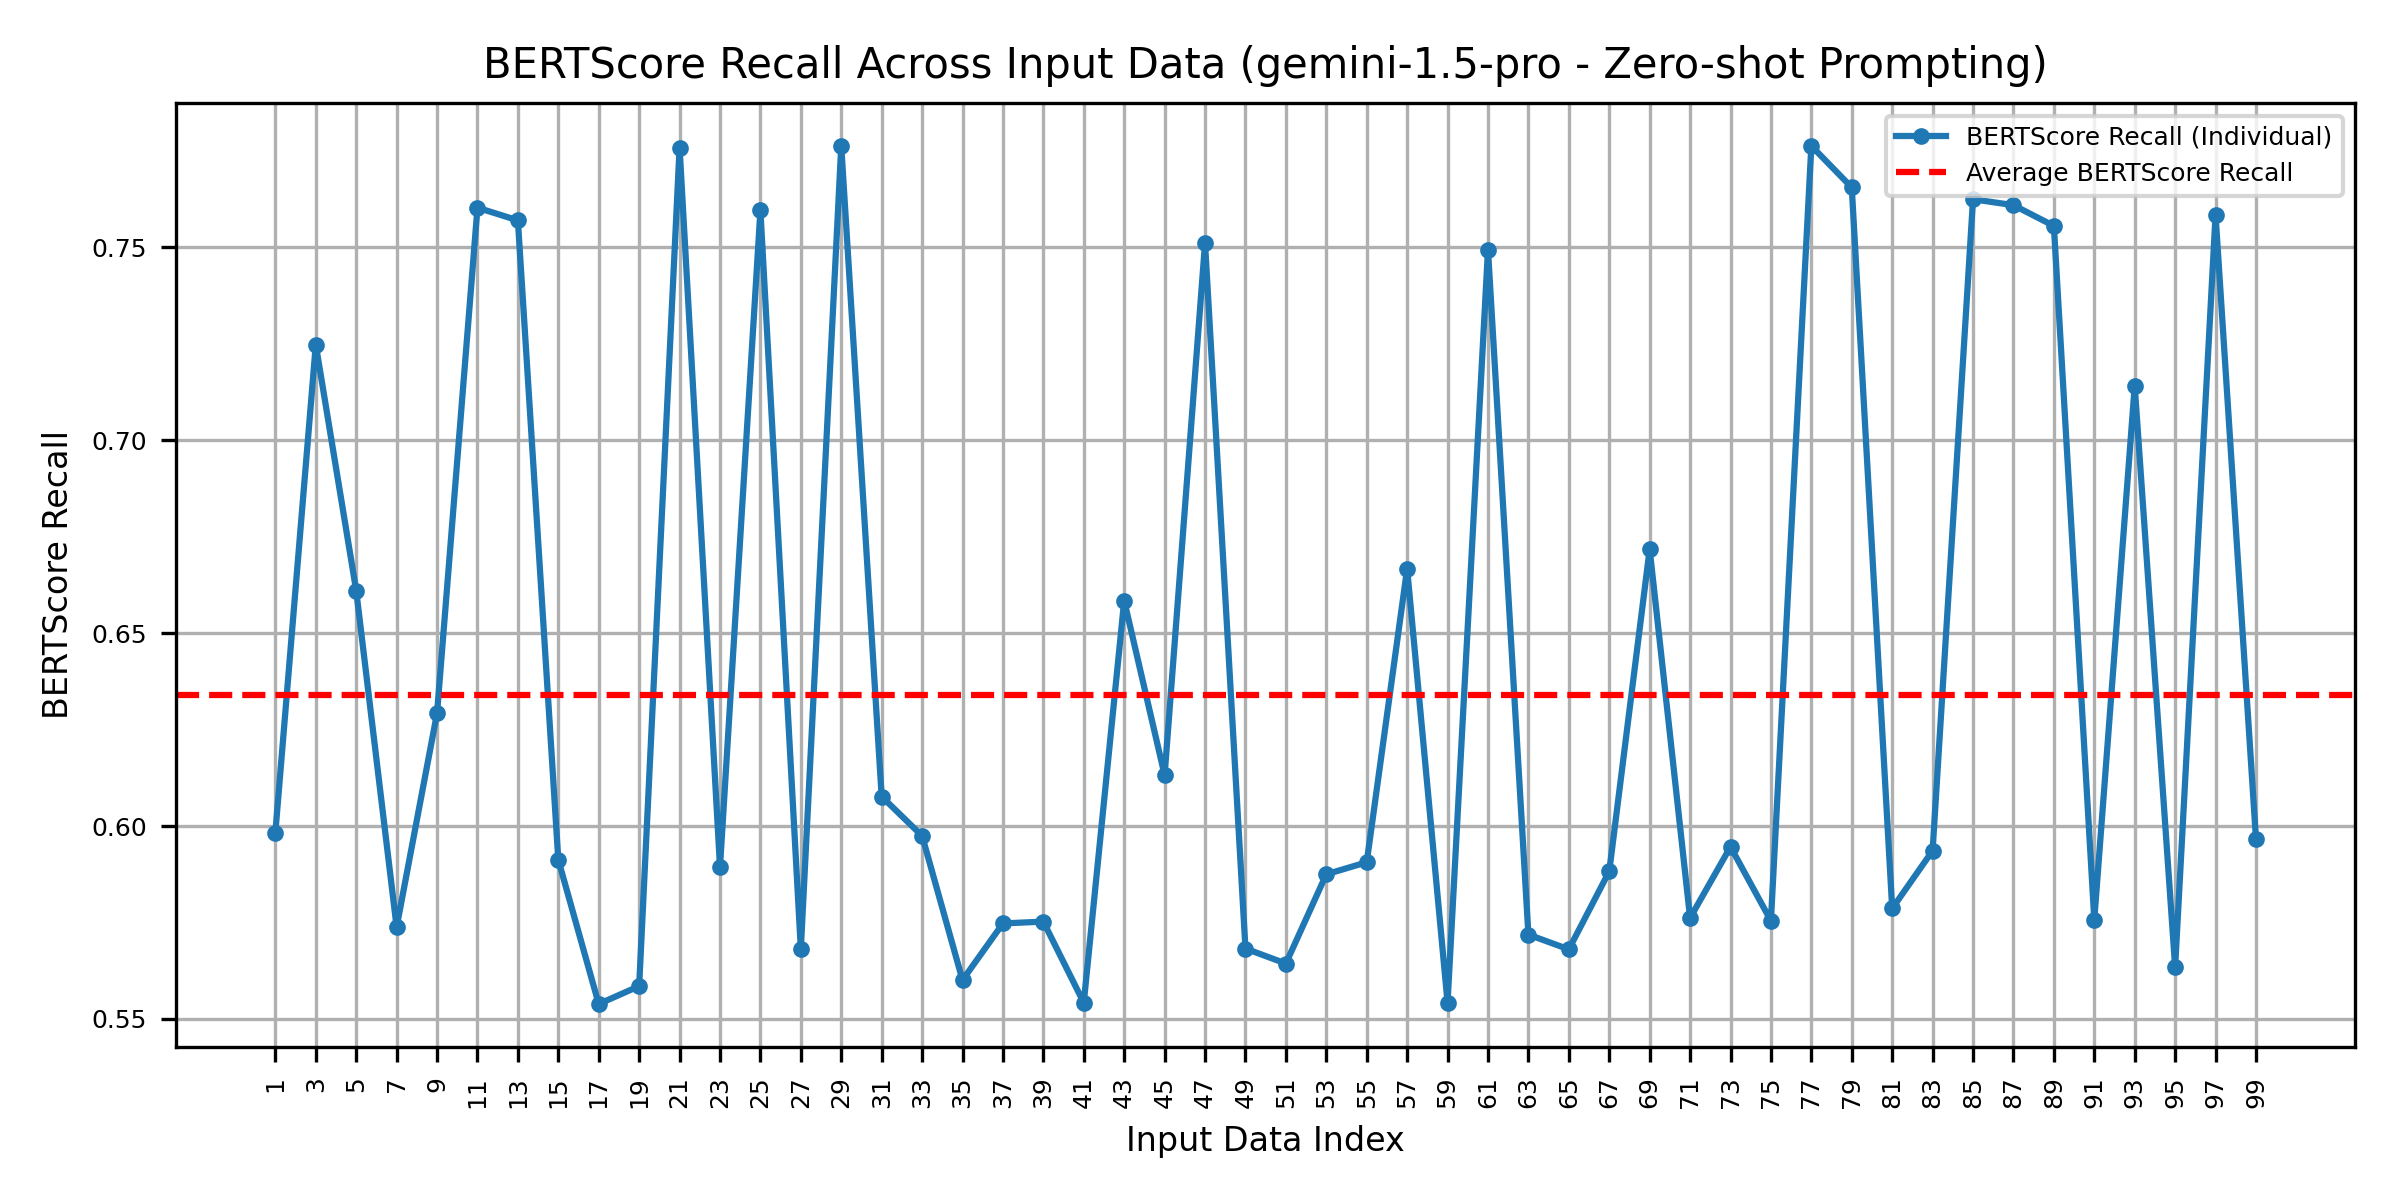 BERTScore Recall Across Input Data (gemini-1.5-pro - Zero-shot Prompting)
BERTScore Recall (Individual)
Average BERTScore Recall
BERTScore Recall
0.75
0.70
0.65
0.60
0.55
1 3 5 7 9 11 13 15 17 19 21 23 25 27 29 31 33 35 37 39 41 43 45 47 49 51 53 55 57 59 61 63 65 67 69 71 73 75 77 79 81 83 85 87 89 91 93 95 97 99
Input Data Index